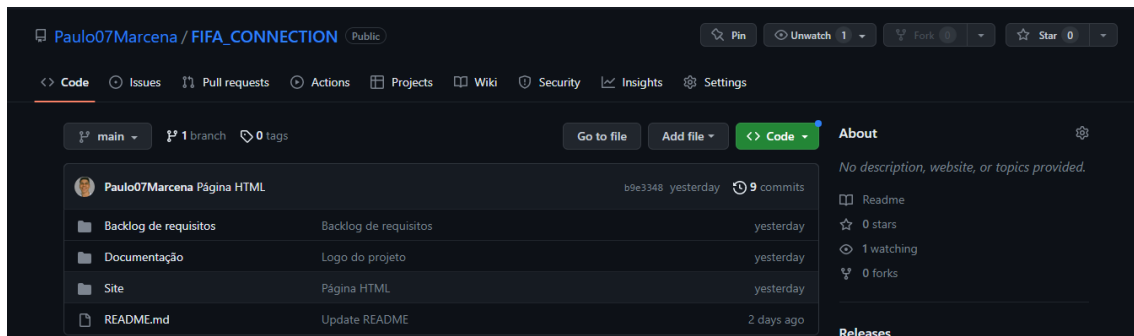 Paulo07Marcena / FIFA_CONNECTION Public
Pin
Unwatch 1
Fork 0
Star 0
<> Code
Issues
Pull requests
Actions
Projects
Wiki
Security
Insights
Settings
main
1 branch
0 tags
Go to file
Add file
<> Code
Paulo07Marcena Página HTML b9e3348 yesterday 9 commits
Backlog de requisitos Backlog de requisitos yesterday
Documentação Logo do projeto yesterday
Site Página HTML yesterday
README.md Update README 2 days ago
About
No description, website, or topics provided.
Readme
0 stars
1 watching
0 forks
Releases